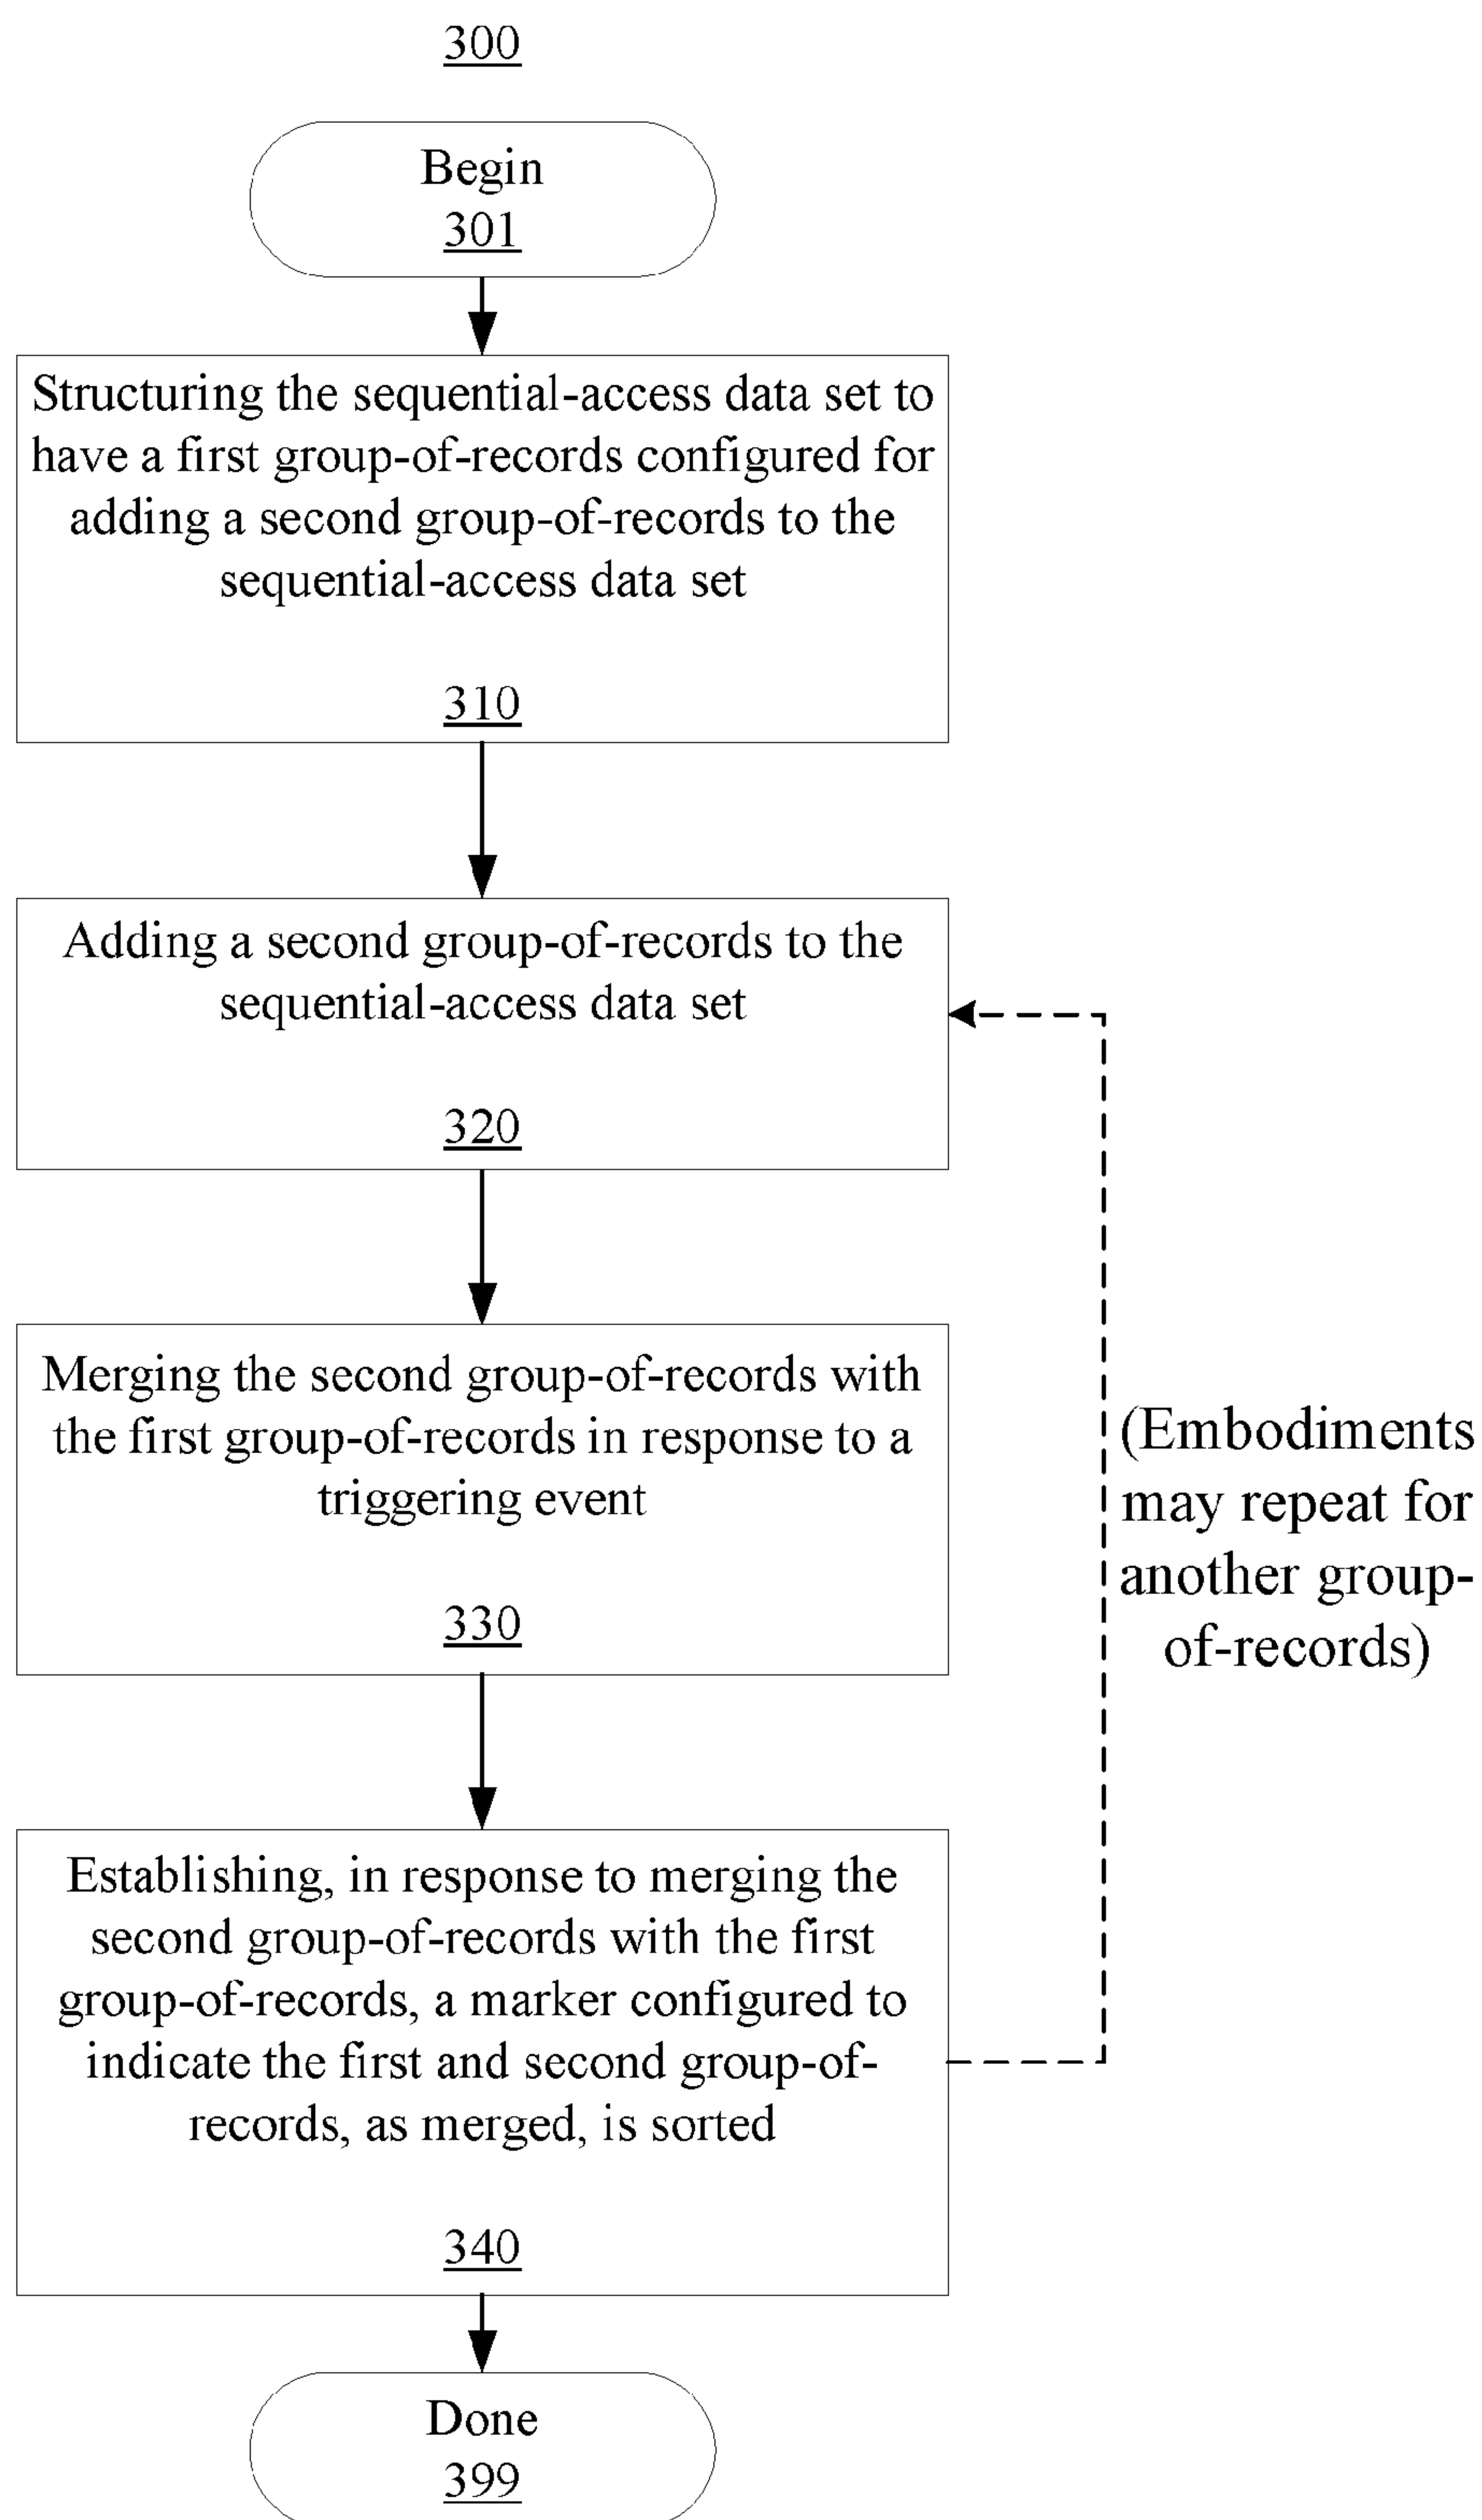 300
Begin
301
Structuring the sequential-access data set to
have a first group-of-records configured for
adding a second group-of-records to the
sequential-access data set
310
Adding a second group-of-records to the
sequential-access data set
320
Merging the second group-of-records with
the first group-of-records in response to a
triggering event
330
(Embodiments
may repeat for
another group-
of-records)
Establishing, in response to merging the
second group-of-records with the first
group-of-records, a marker configured to
indicate the first and second group-of-
records, as merged, is sorted
340
Done
399